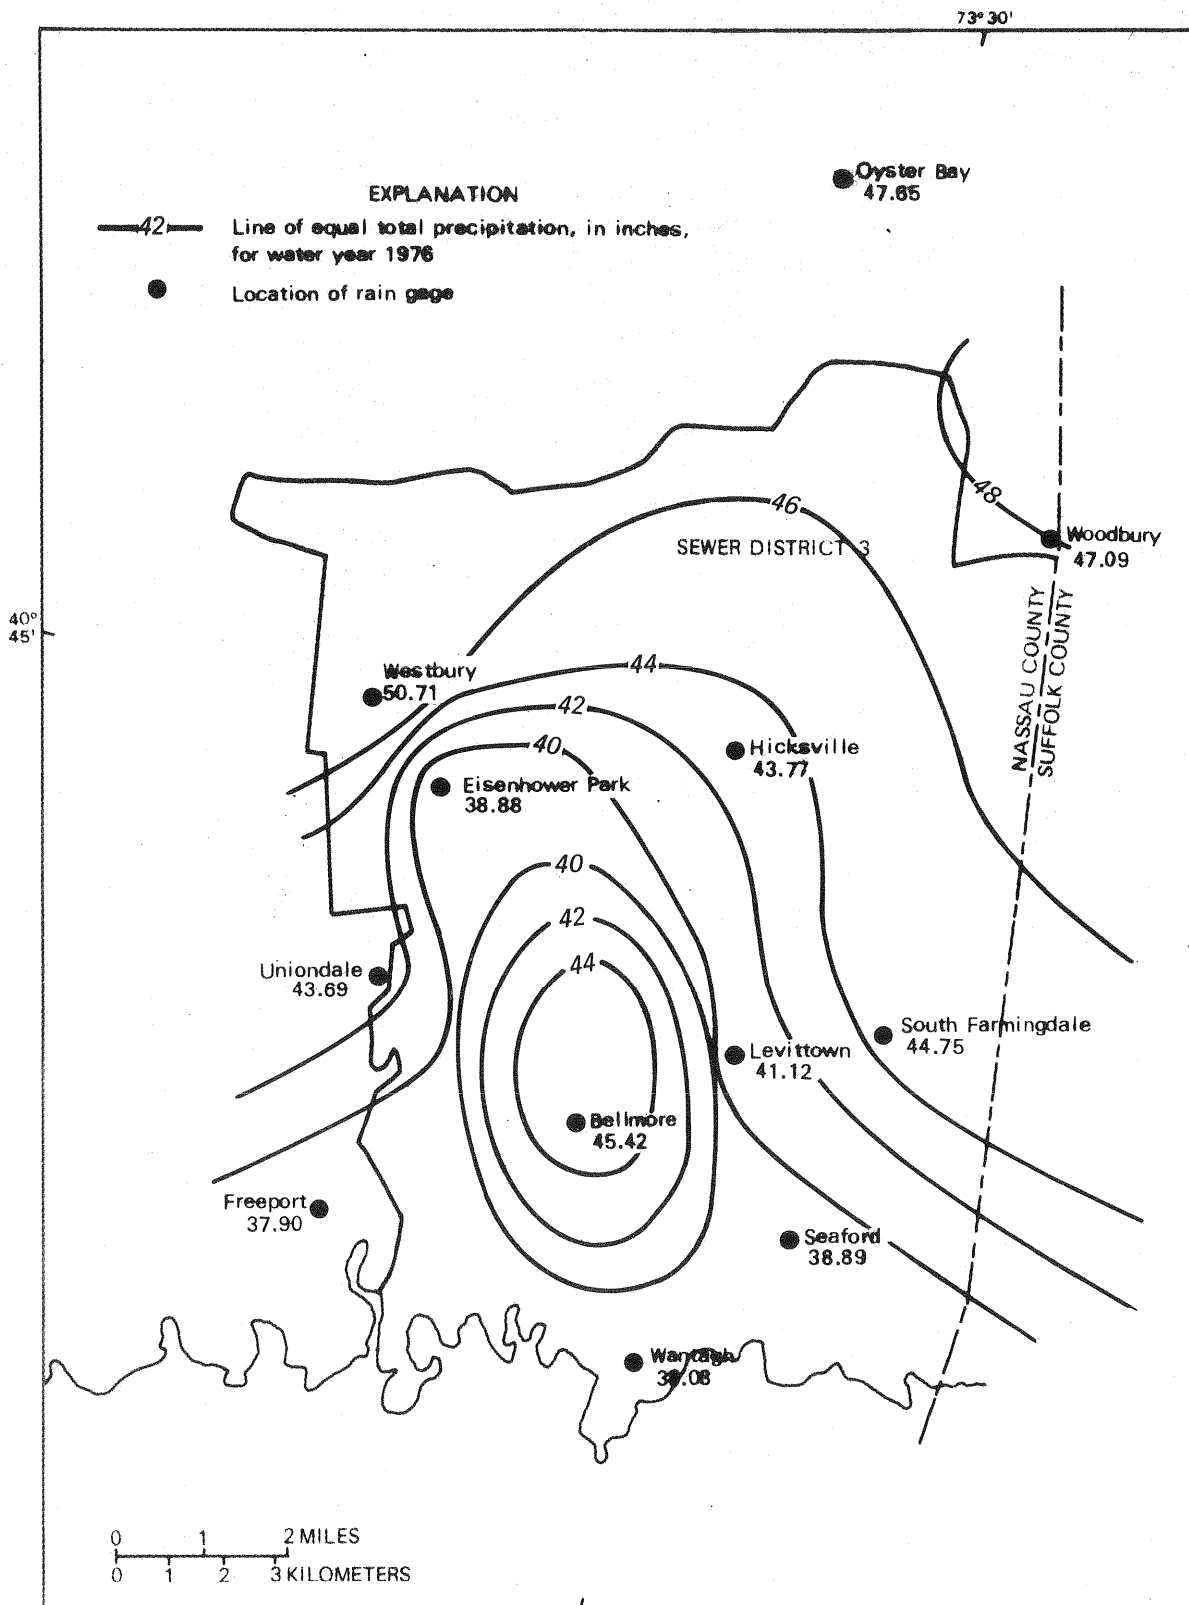 73° 30'
Oyster Bay
47.65
EXPLANATION
42 Line of equal total precipitation, in inches,
for water year 1976
Location of rain gage
48
46
Woodbury
47.09
SEWER DISTRICT 3
40°
45'
NASSAU COUNTY
SUFFOLK COUNTY
Westbury
50.71
44
42
40
Hicksville
43.77
Eisenhower Park
38.88
40
42
44
Uniondale
43.69
South Farmingdale
44.75
Levittown
41.12
Bellmore
45.42
Freeport
37.90
Seaford
38.89
Wantagh
0 1 2 MILES
0 1 2 3 KILOMETERS